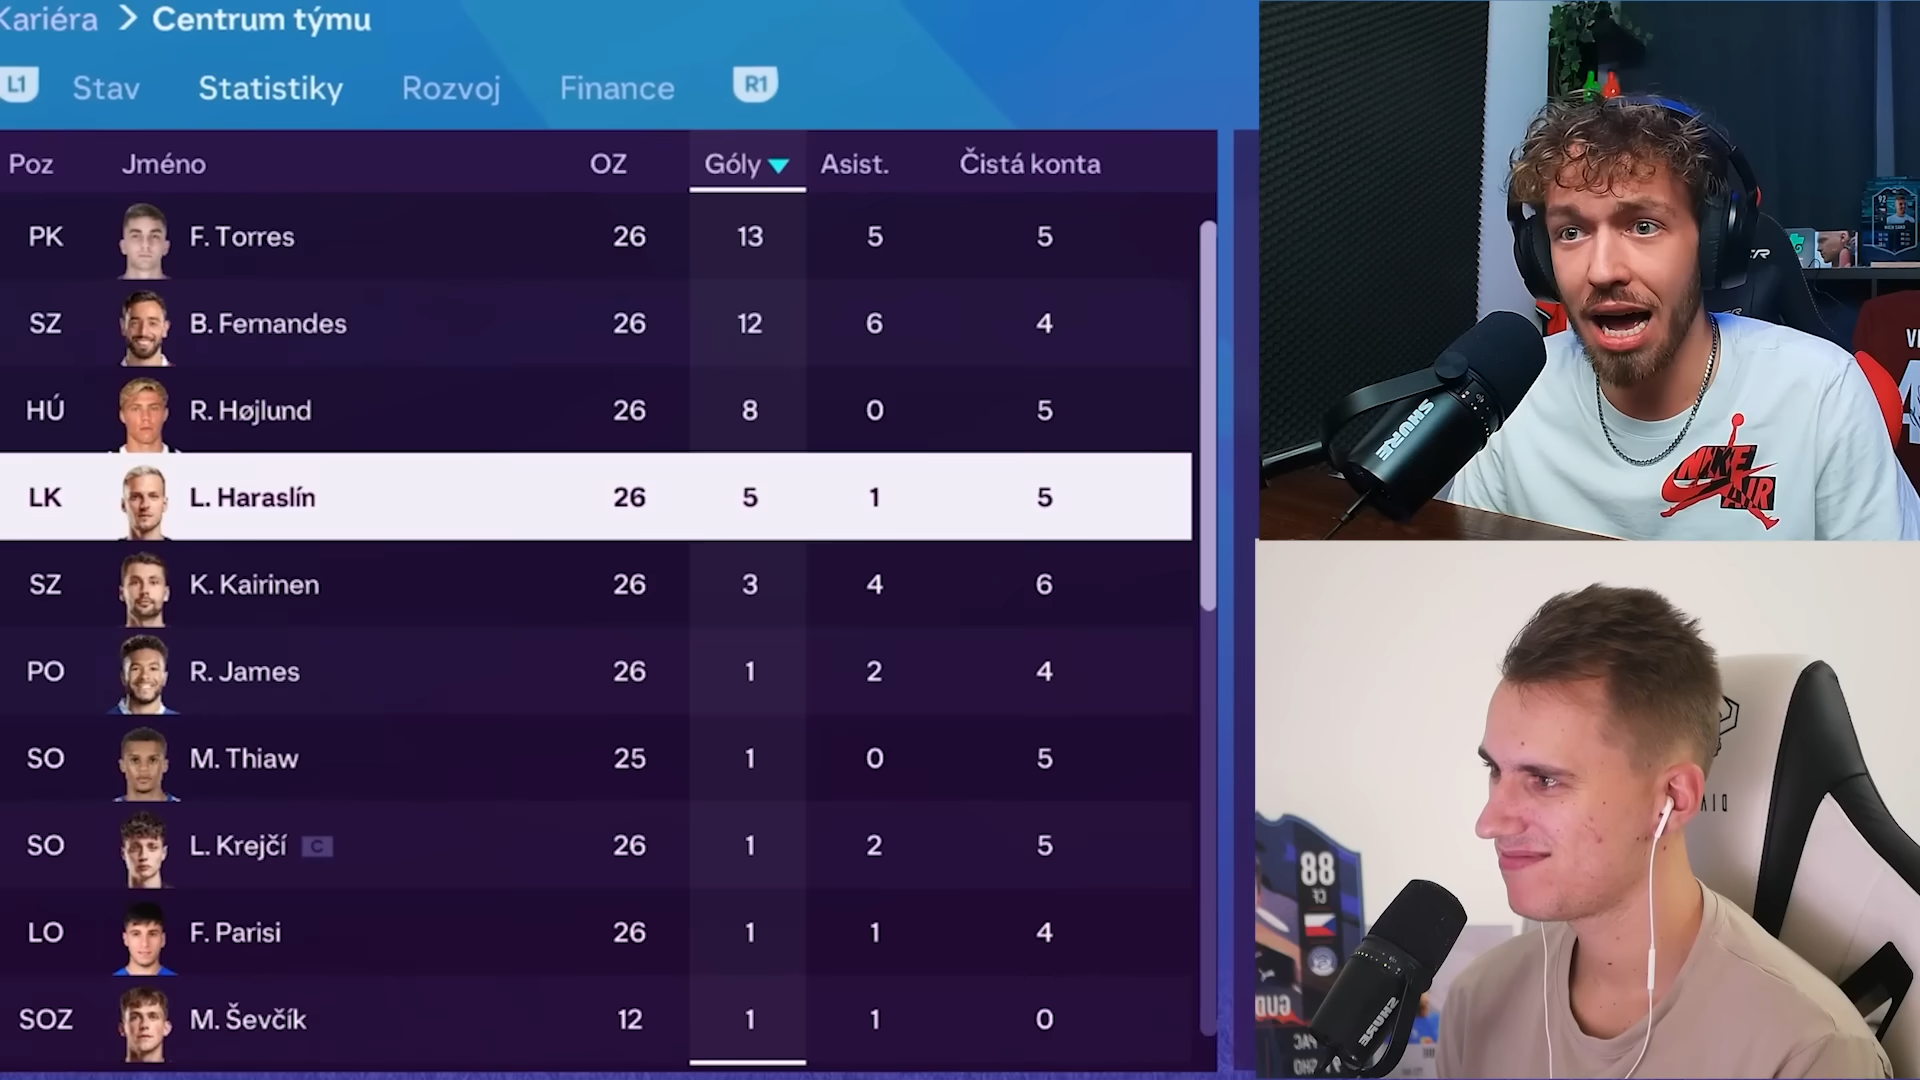 Kariéra > Centrum týmu
L1 Stav Statistiky Rozvoj Finance R1
Poz Jméno OZ Góly Asist. Čistá konta
PK F. Torres 26 13 5 5
SZ B. Fernandes 26 12 6 4
HÚ R. Højlund 26 8 0 5
LK L. Haraslín 26 5 1 5
SZ K. Kairinen 26 3 4 6
PO R. James 26 1 2 4
SO M. Thiaw 25 1 0 5
SO L. Krejčí C 26 1 2 5
LO F. Parisi 26 1 1 4
SOZ M. Ševčík 12 1 1 0
92
SHURE
NIKE
AIR
88
SHURE